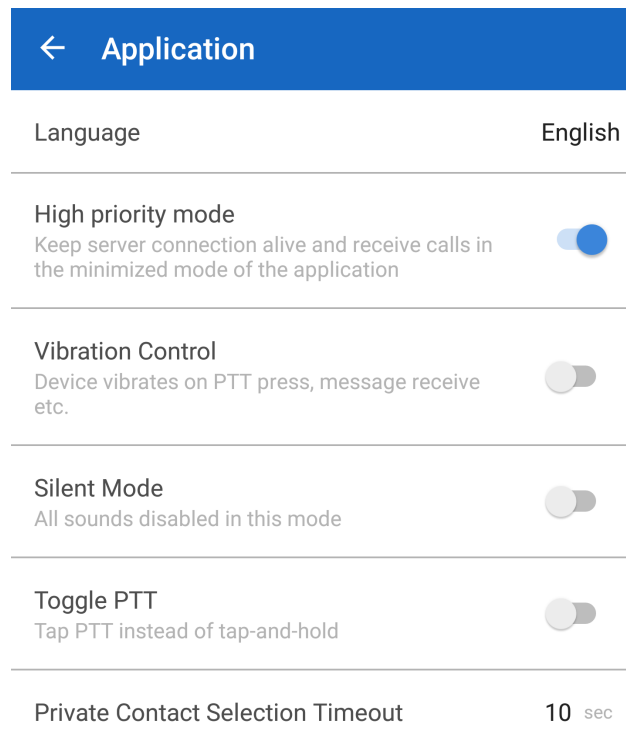 Application
Language English
High priority mode
Keep server connection alive and receive calls in
the minimized mode of the application
Vibration Control
Device vibrates on PTT press, message receive
etc.
Silent Mode
All sounds disabled in this mode
Toggle PTT
Tap PTT instead of tap-and-hold
Private Contact Selection Timeout 10 sec